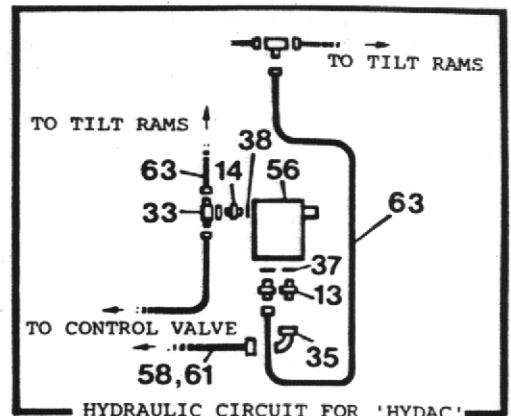 TO TILT RAMS
TO TILT RAMS
38
63 14 56
63
33
37
13
TO CONTROL VALVE
35
58,61
HYDRAULIC CIRCUIT FOR 'HYDAC'